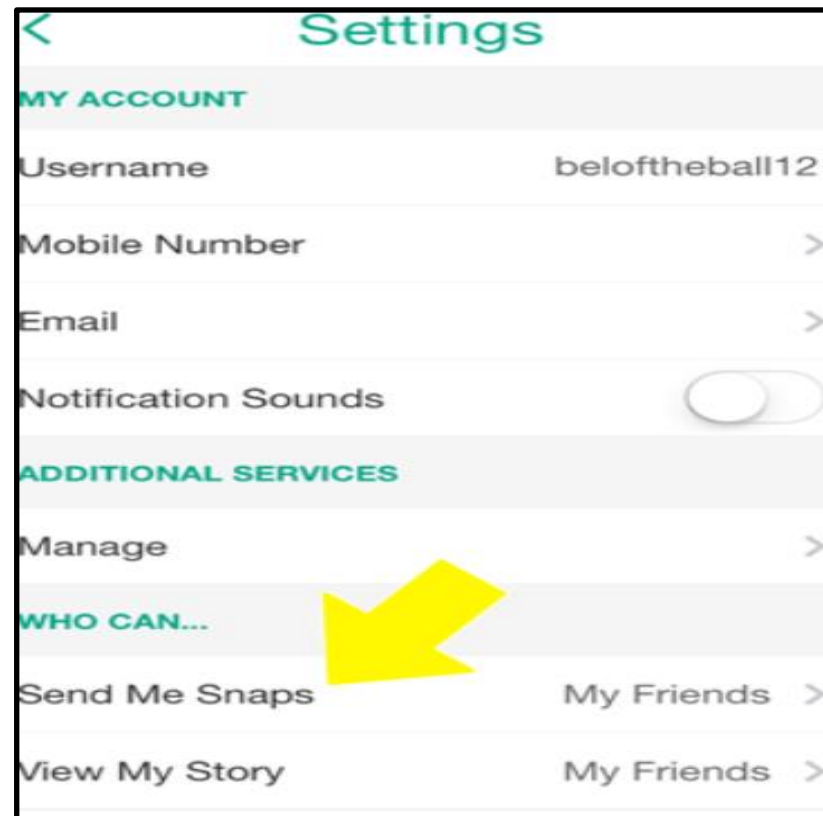 Settings
MY ACCOUNT
Username beloftheball12
Mobile Number
Email
Notification Sounds
ADDITIONAL SERVICES
Manage
WHO CAN...
Send Me Snaps My Friends
View My Story My Friends